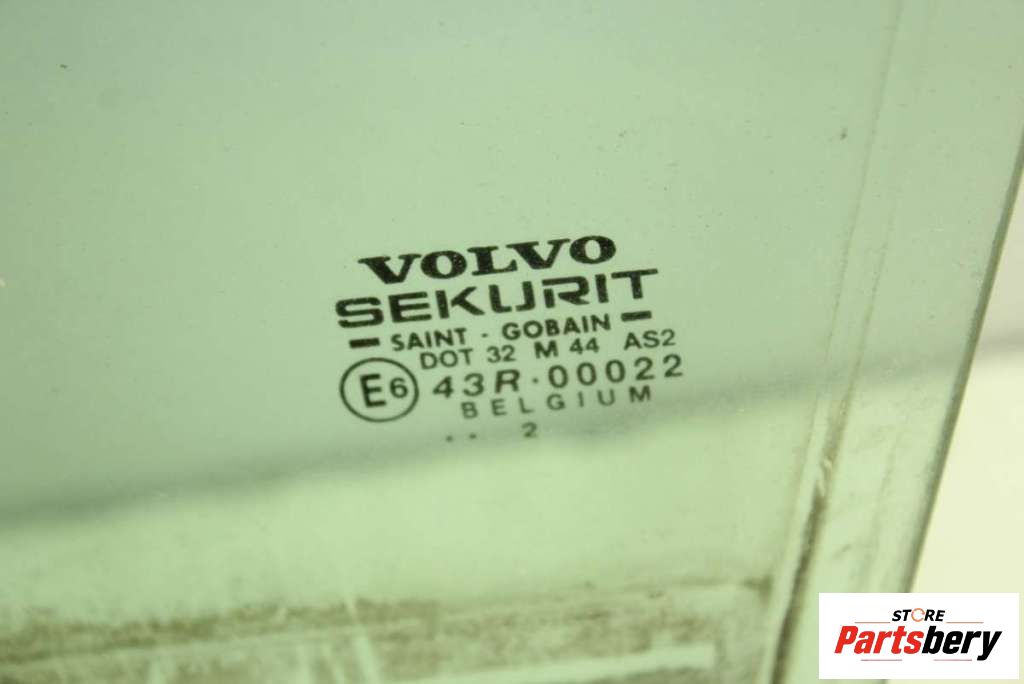 VOLVO
SEKURIT
SAINT - GOBAIN
DOT 32 M 44 AS2
E6 43R-00022
BELGIUM
.. 2
STORE
Partsbery